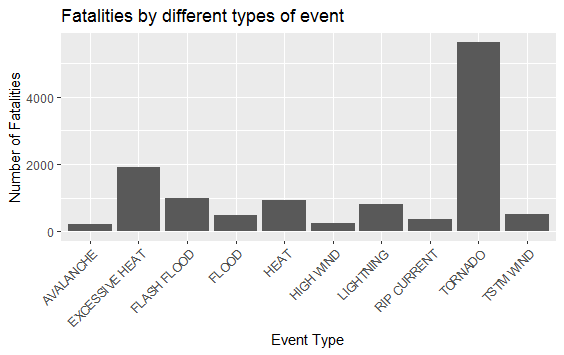 Fatalities by different types of event
Number of Fatalities
4000
2000
0
AVALANCHE
EXCESSIVE HEAT
FLASH FLOOD
FLOOD
HEAT
HIGH WIND
LIGHTNING
RIP CURRENT
TORNADO
TSTM WIND
Event Type